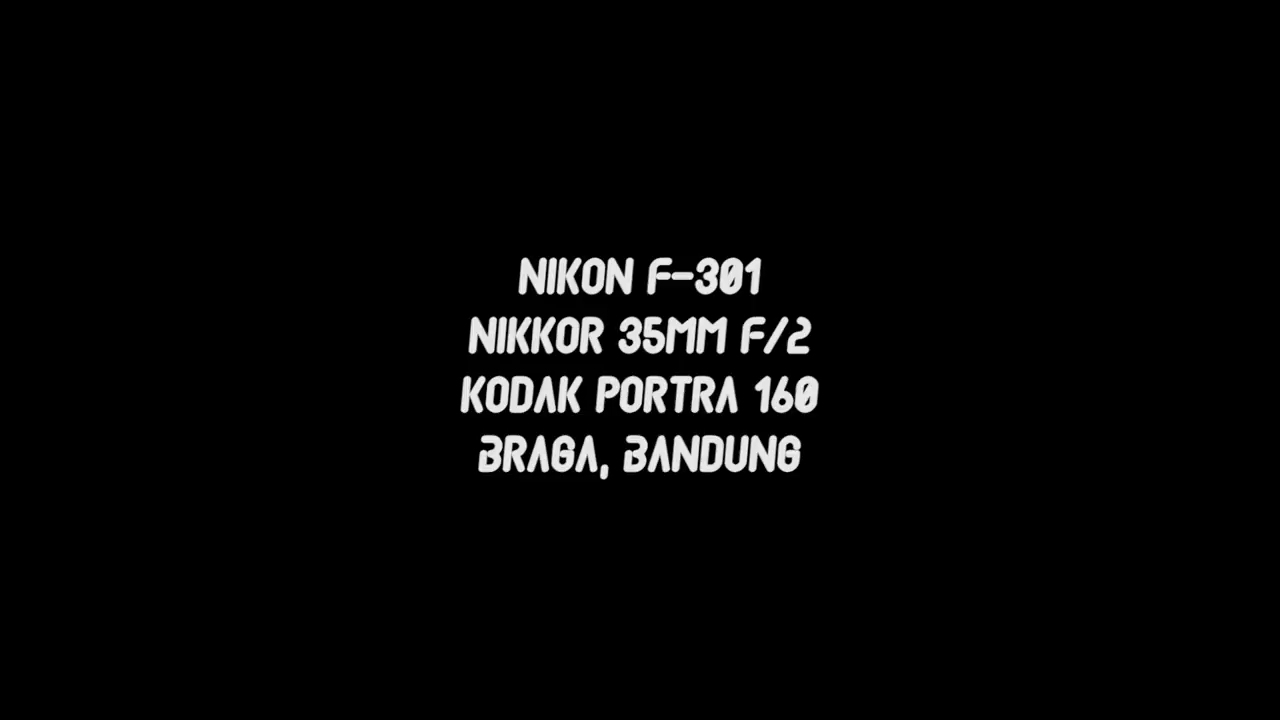 NIKON F-301
NIKKOR 35MM F/2
KODAK PORTRA 160
BRAGA, BANDUNG